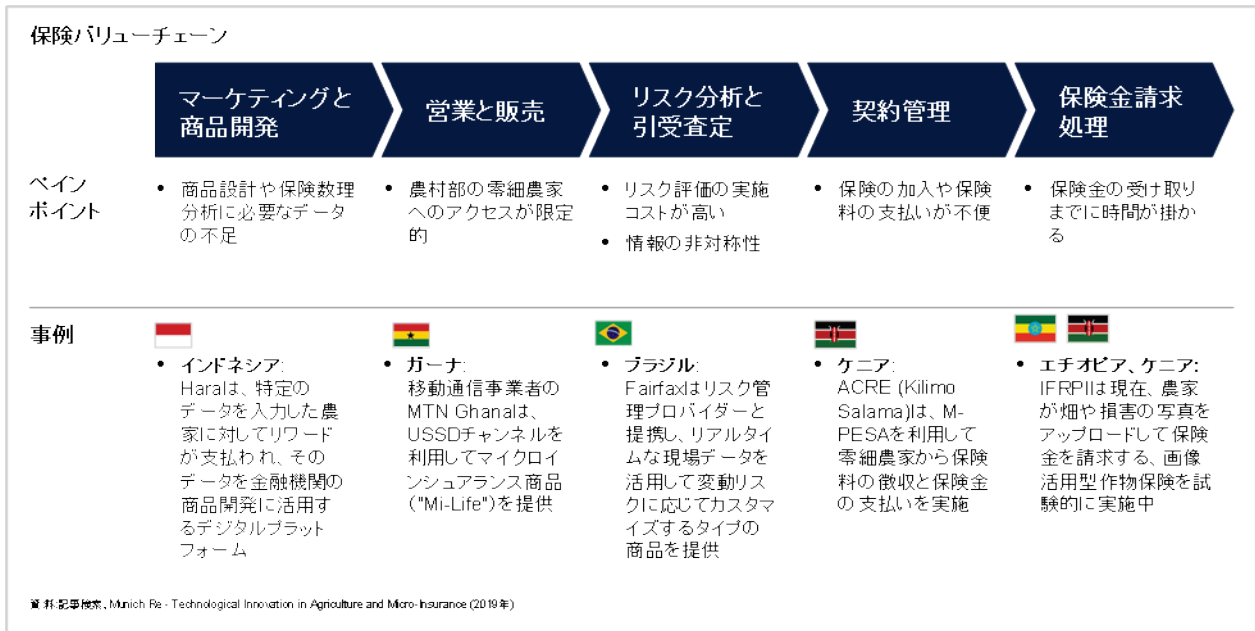 保険バリューチェーン
マーケティングと
商品開発
営業と販売
リスク分析と
引受査定
契約管理
保険金請求
処理
ペイン
ポイント
• 商品設計や保険数理
分析に必要なデータ
の不足
• 農村部の零細農家
へのアクセスが限定
的
• リスク評価の実施
コストが高い
• 情報の非対称性
• 保険の加入や保険
料の支払いが不便
• 保険金の受け取り
までに時間が掛か
る
事例
• インドネシア:
Haraは、特定の
データを入力した農
家に対してリワード
が支払われ、その
データを金融機関の
商品開発に活用す
るデジタルプラット
フォーム
• ガーナ:
移動通信事業者の
MTN Ghanaは、
USSDチャンネルを
利用してマイクロイ
ンシュアランス商品
("Mi-Life")を提供
• ブラジル:
Fairfaxはリスク管
理プロバイダーと
提携し、リアルタイ
ムな現場データを
活用して変動リス
クに応じてカスタマ
イズするタイプの
商品を提供
• ケニア:
ACRE (Kilimo
Salama)は、M-
PESAを利用して
零細農家から保険
料の徴収と保険金
の支払いを実施
• エチオピア、ケニア:
IFRPIは現在、農家
が畑や損害の写真を
アップロードして保険
金を請求する、画像
活用型作物保険を試
験的に実施中
資料:記事検索、Munich Re - Technological Innovation in Agriculture and Micro-Insurance (2019年)